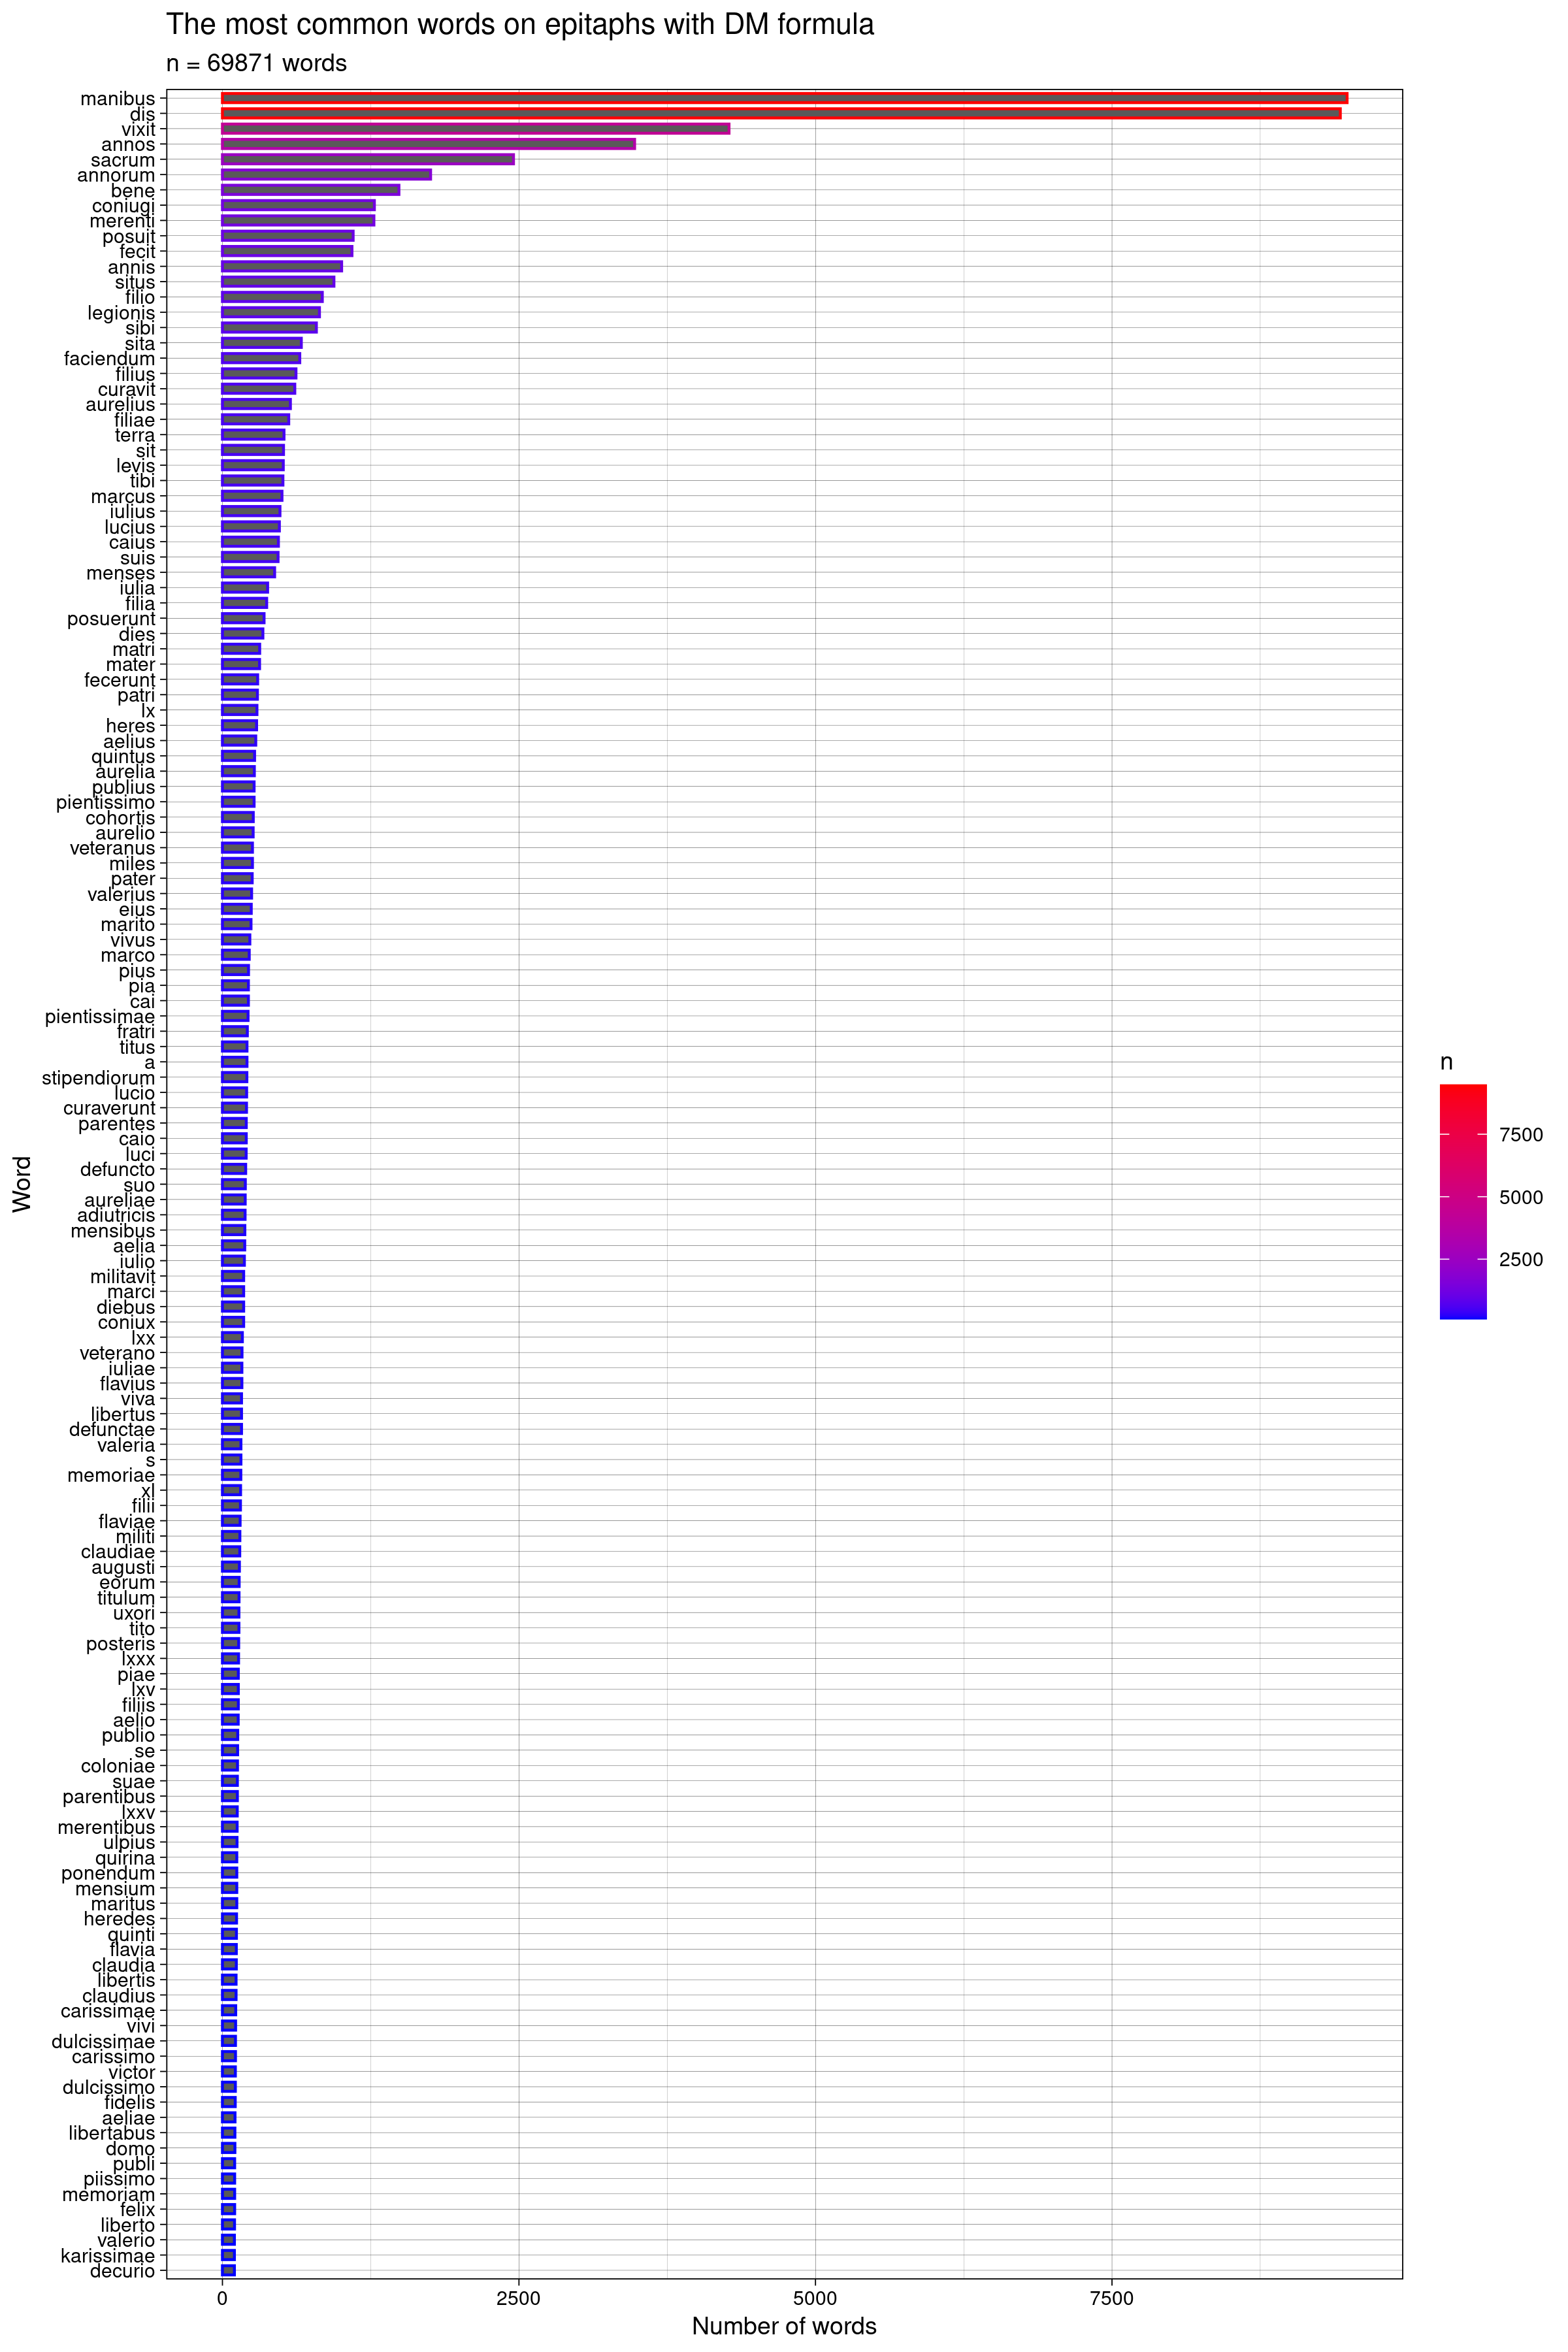 The most common words on epitaphs with DM formula
n = 69871 words
manibus
dis
vixit
annos
sacrum
annorum
bene
coniugi
merenti
posuit
fecit
annis
situs
filio
legionis
sibi
sita
faciendum
filius
curavit
aurelius
filiae
terra
sit
levis
tibi
marcus
iulius
lucius
caius
suis
menses
iulia
filia
posuerunt
dies
matri
mater
fecerunt
patri
lx
heres
aelius
quintus
aurelia
publius
pientissimo
cohortis
aurelio
veteranus
miles
pater
valerius
eius
marito
vivus
marco
pius
pia
cai
pientissimae
fratri
titus
a
stipendiorum
lucio
curaverunt
parentes
caio
luci
defuncto
suo
aureliae
adiutricis
mensibus
aelia
iulio
militavit
marci
diebus
coniux
lxx
veterano
iuliae
flavius
viva
libertus
defunctae
valeria
s
memoriae
xl
filii
flaviae
militi
claudiae
augusti
eorum
titulum
uxori
tito
posteris
lxxx
piae
lxv
filiis
aelio
publio
se
coloniae
suae
parentibus
lxxv
merentibus
ulpius
quirina
ponendum
mensium
maritus
heredes
quinti
flavia
claudia
libertis
claudius
carissimae
vivi
dulcissimae
carissimo
victor
dulcissimo
fidelis
aeliae
libertabus
domo
publi
piissimo
memoriam
felix
liberto
valerio
karissimae
decurio
0 2500 5000 7500
Number of words
Word
n
7500
5000
2500